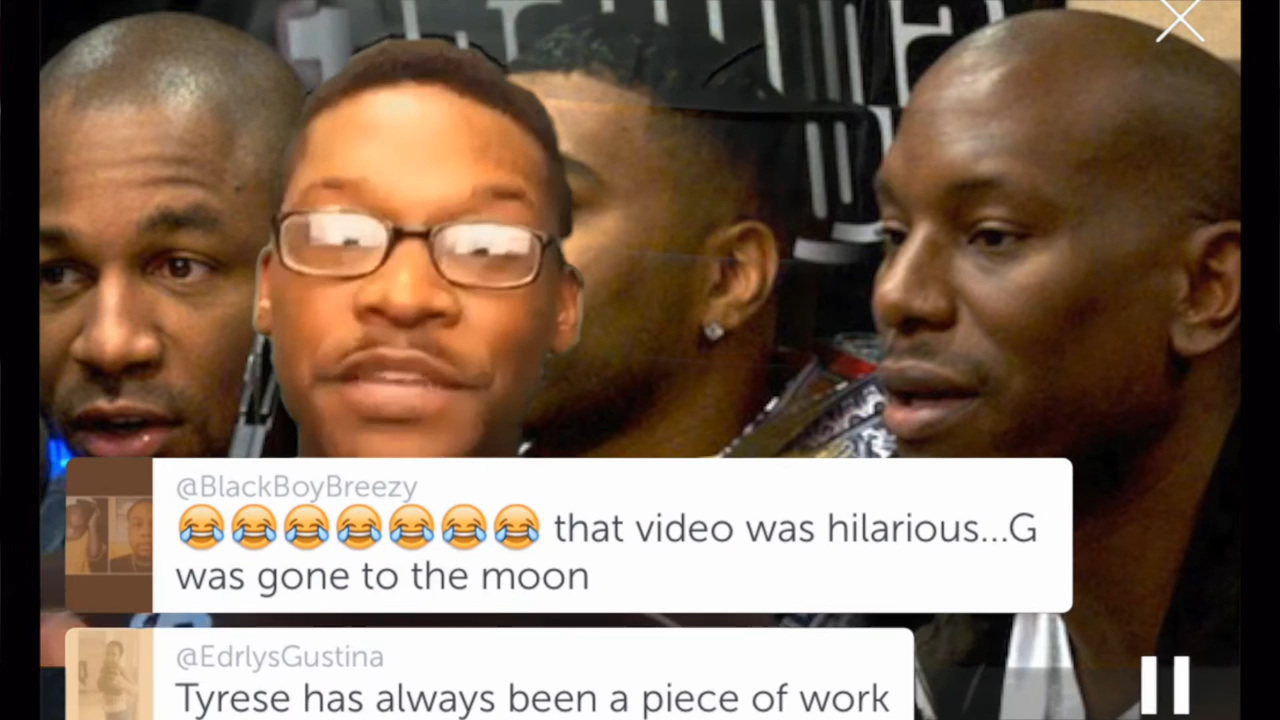 @BlackBoyBreezy
😂😂😂😂😂😂😂 that video was hilarious...G
was gone to the moon
@EdrlysGustina
Tyrese has always been a piece of work